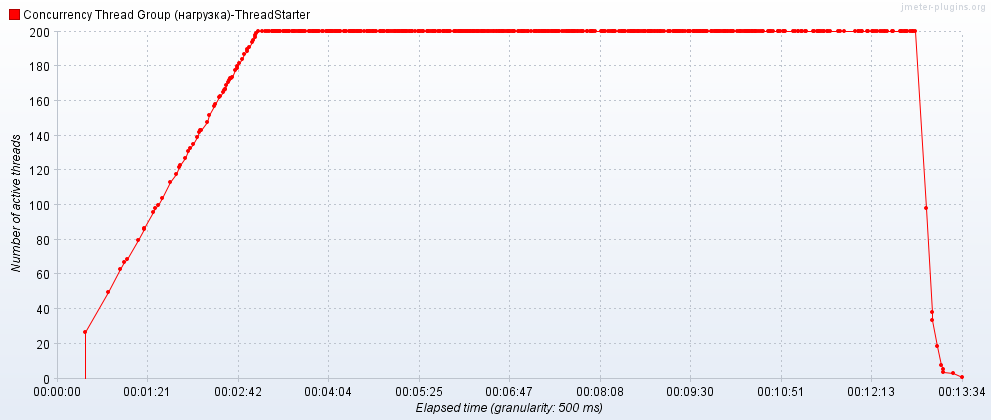 Concurrency Thread Group (нагрузка)-ThreadStarter
jmeter-plugins.org
200
180
160
140
120
100
80
60
40
20
0
Number of active threads
00:00:00 00:01:21 00:02:42 00:04:04 00:05:25 00:06:47 00:08:08 00:09:30 00:10:51 00:12:13 00:13:34
Elapsed time (granularity: 500 ms)